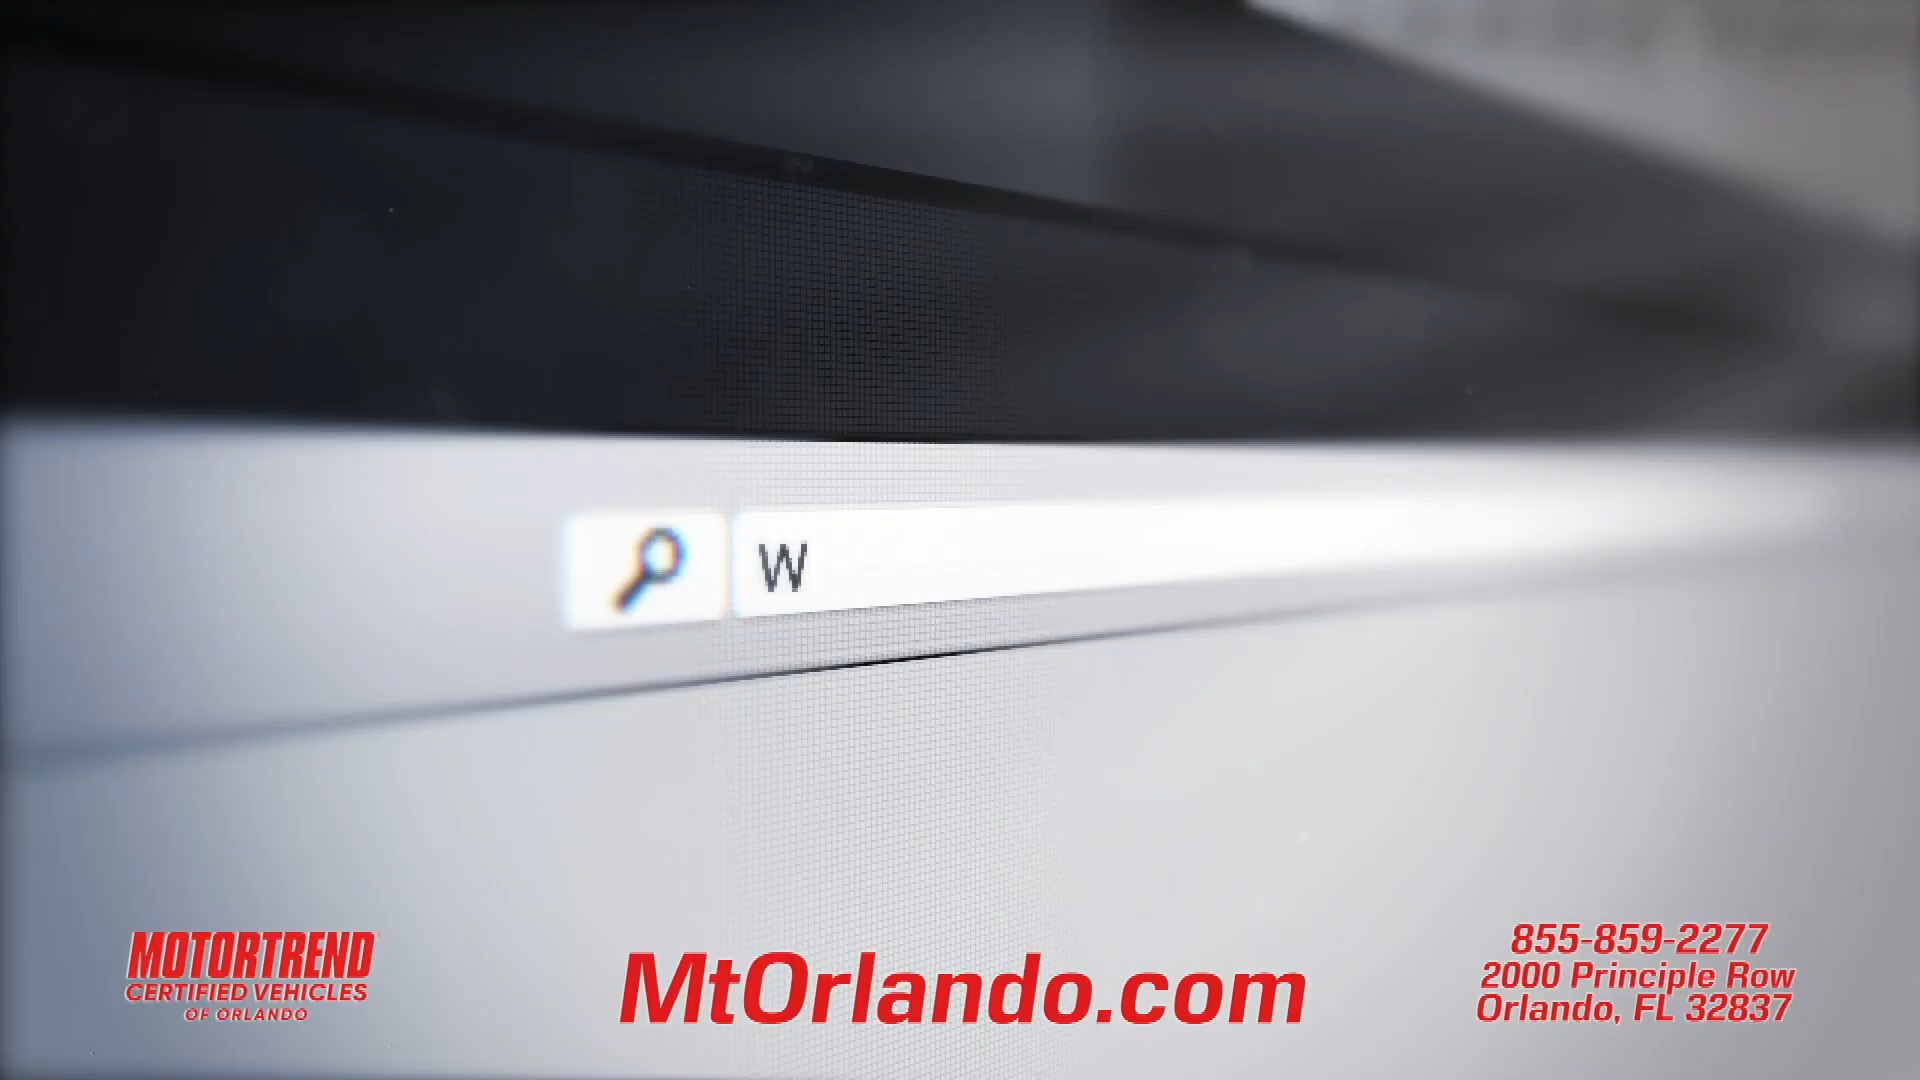 W
MOTORTREND
CERTIFIED VEHICLES
OF ORLANDO
MtOrlando.com
855-859-2277
2000 Principle Row
Orlando, FL 32837